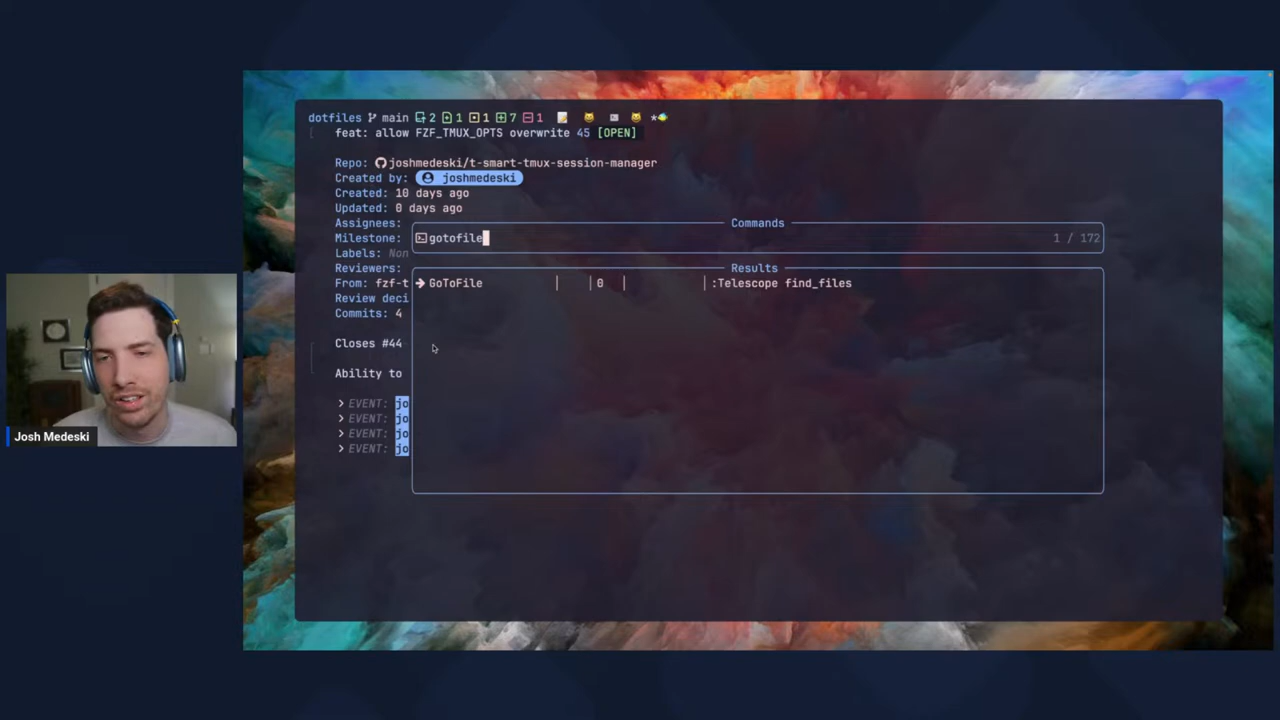 dotfiles main 2 1 1 7 1 *
feat: allow FZF_TMUX_OPTS overwrite 45 [OPEN]
Repo: joshmedeski/t-smart-tmux-session-manager
Created by: joshmedeski
Created: 10 days ago
Updated: 0 days ago
Assignees:
Commands
Milestone:
gotofile
1 / 172
Labels: Non
Reviewers:
Results
From: fzf-t
GoToFile | | 0 | | :Telescope find_files
Review deci
Commits: 4
Closes #44
Ability to
> EVENT: jo
> EVENT: jo
> EVENT: jo
> EVENT: jo
Josh Medeski